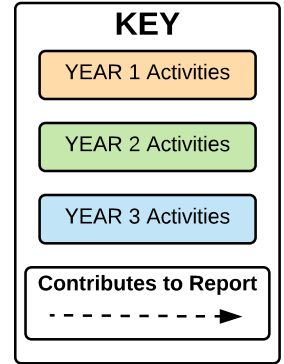 KEY
YEAR 1 Activities
YEAR 2 Activities
YEAR 3 Activities
Contributes to Report